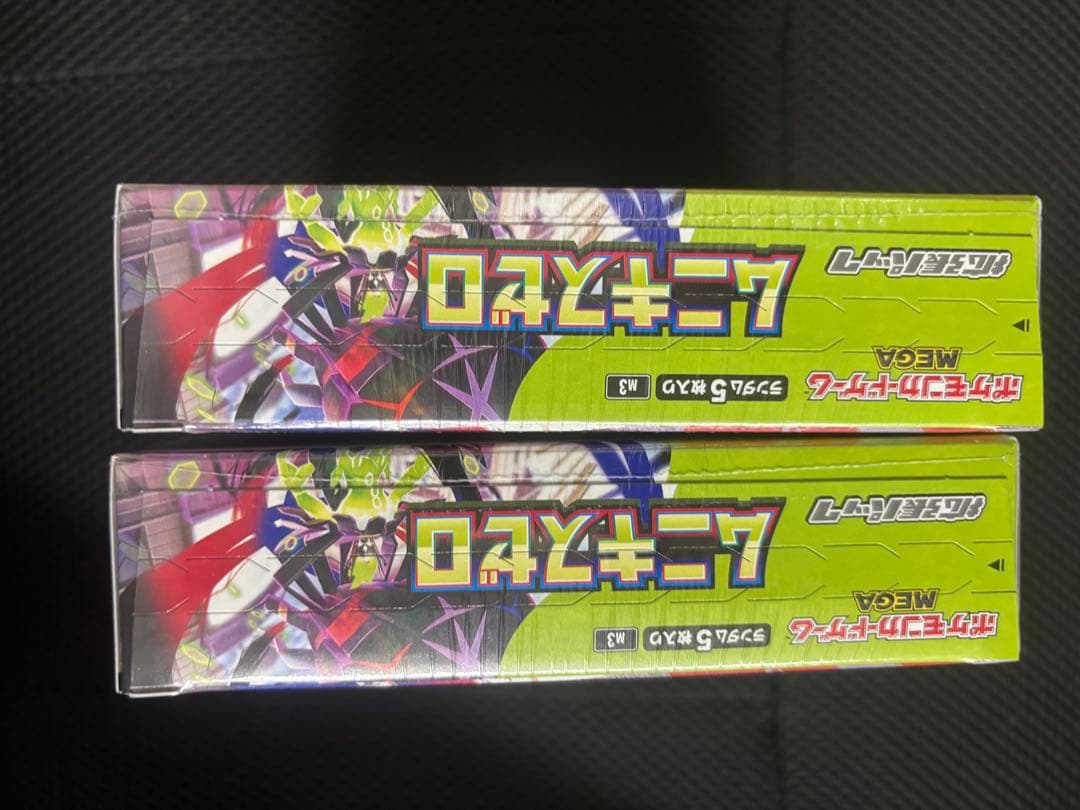 ポケモンカードゲーム
MEGA
拡張パック
ムニキスゼロ
M3 ランダム5枚入り
ポケモンカードゲーム
MEGA
拡張パック
ムニキスゼロ
M3 ランダム5枚入り